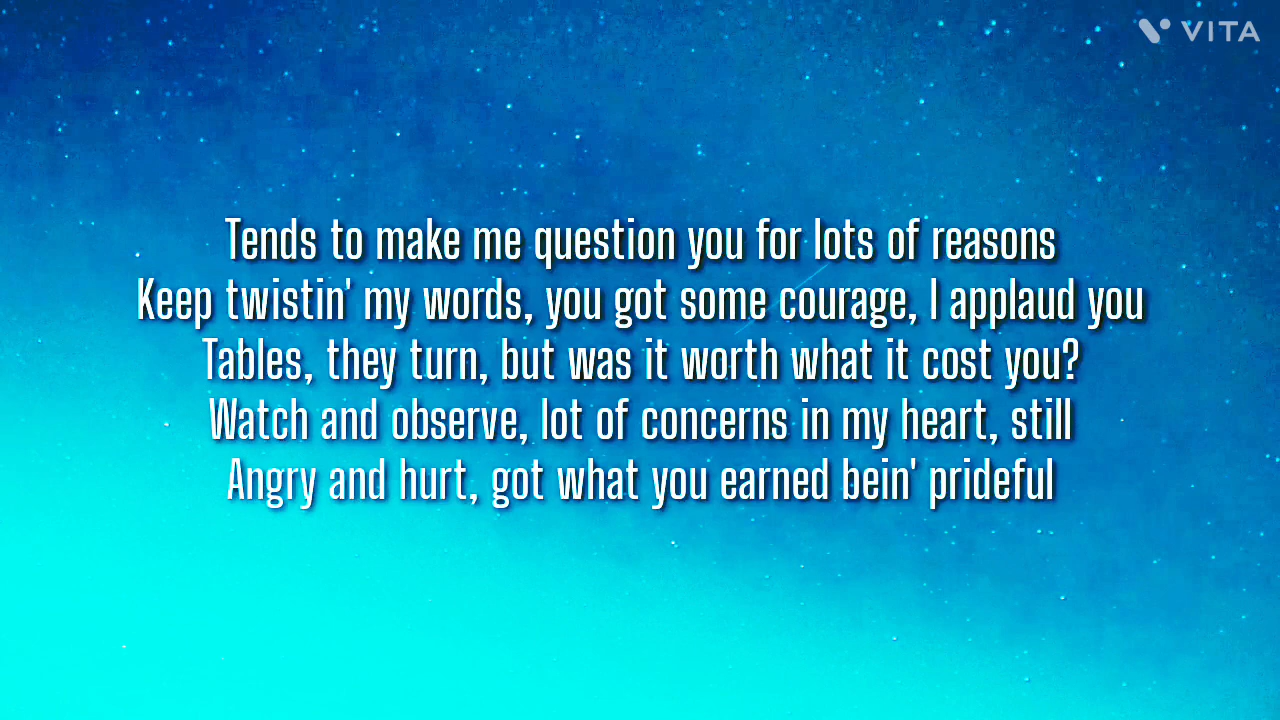 VITA
Tends to make me question you for lots of reasons
Keep twistin' my words, you got some courage, I applaud you
Tables, they turn, but was it worth what it cost you?
Watch and observe, lot of concerns in my heart, still
Angry and hurt, got what you earned bein' prideful